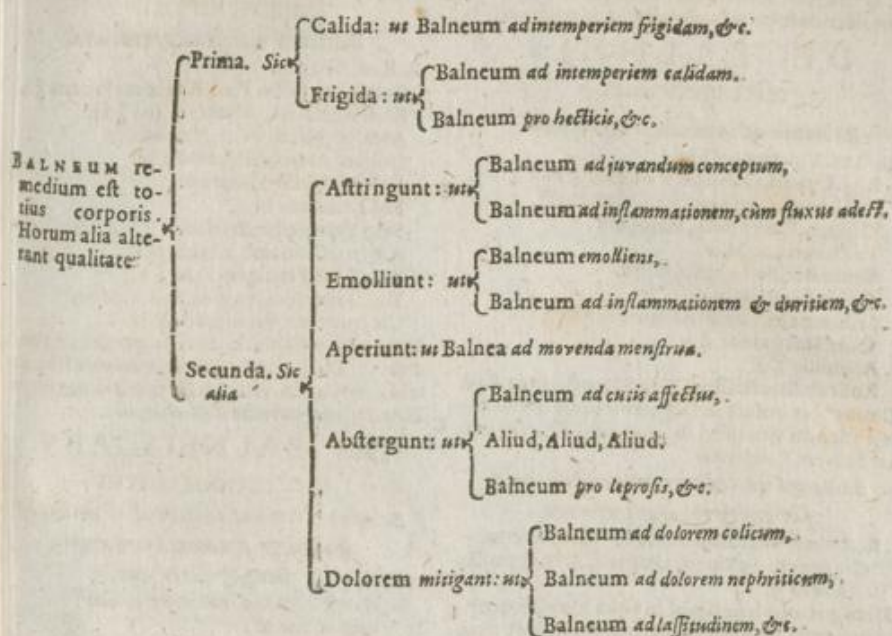 BALNEUM re-
medium est to-
tius corporis.
Horum alia alte-
rant qualitate
Prima. Sic
Calida: ut Balneum ad intemperiem frigidam, &c.
Frigida: ut
Balneum ad intemperiem calidam.
Balneum pro hecticis, &c.
Secunda. Sic
alia
Astringunt: ut
Balneum ad juvandum conceptum,
Balneum ad inflammationem, cùm fluxus adest.
Emolliunt: ut
Balneum emolliens,
Balneum ad inflammationem & duritiem, &c.
Aperiunt: ut Balnea ad movenda menstrua.
Abstergunt: ut
Balneum ad cutis affectus,
Aliud, Aliud, Aliud.
Balneum pro leprosis, &c.
Dolorem mitigant: ut
Balneum ad dolorem colicum,
Balneum ad dolorem nephriticum,
Balneum ad lassitudinem, &c.